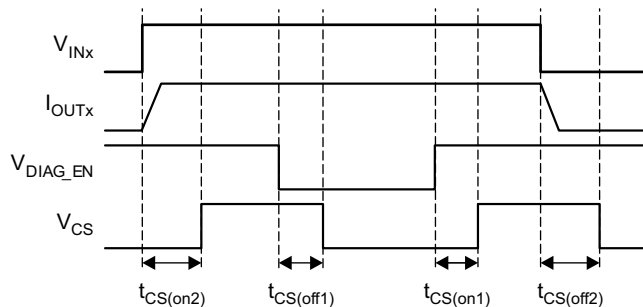 V_INx
I_OUTx
V_DIAG_EN
V_CS
t_CS(on2) t_CS(off1) t_CS(on1) t_CS(off2)